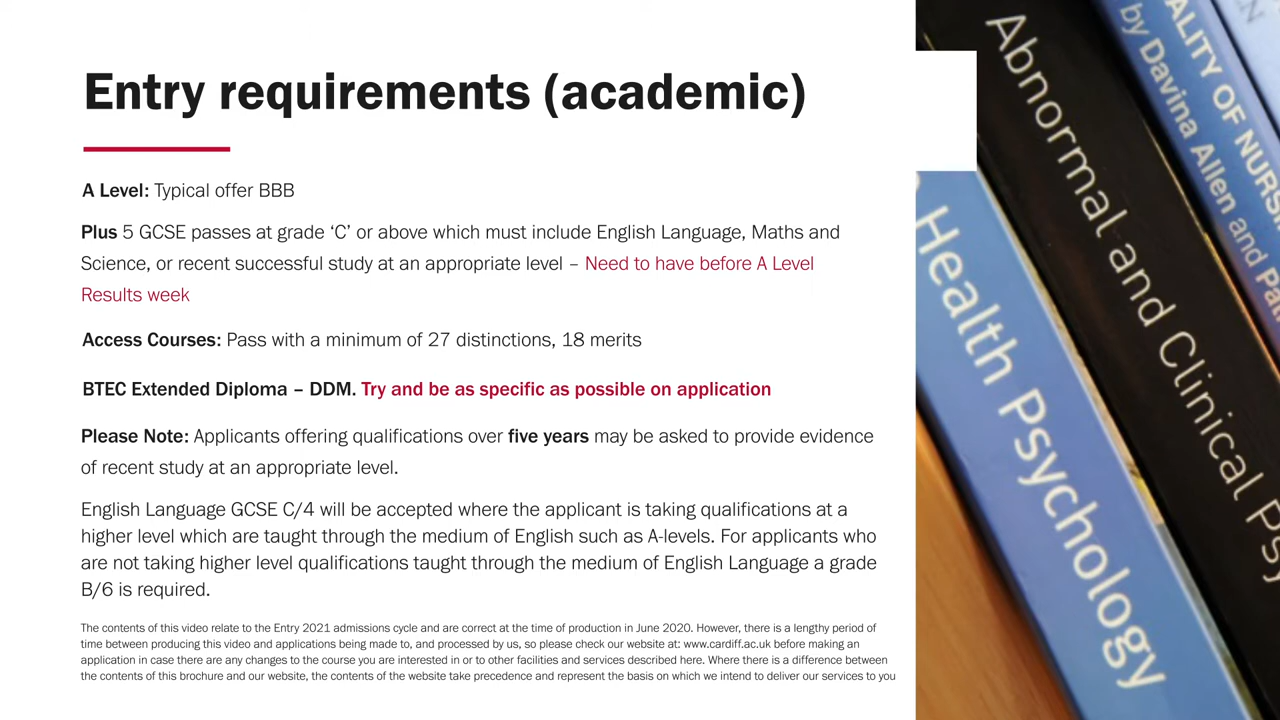 Entry requirements (academic)
A Level: Typical offer BBB
Plus 5 GCSE passes at grade ‘C’ or above which must include English Language, Maths and
Science, or recent successful study at an appropriate level – Need to have before A Level
Results week
Access Courses: Pass with a minimum of 27 distinctions, 18 merits
BTEC Extended Diploma – DDM. Try and be as specific as possible on application
Please Note: Applicants offering qualifications over five years may be asked to provide evidence
of recent study at an appropriate level.
English Language GCSE C/4 will be accepted where the applicant is taking qualifications at a
higher level which are taught through the medium of English such as A-levels. For applicants who
are not taking higher level qualifications taught through the medium of English Language a grade
B/6 is required.
The contents of this video relate to the Entry 2021 admissions cycle and are correct at the time of production in June 2020. However, there is a lengthy period of
time between producing this video and applications being made to, and processed by us, so please check our website at: www.cardiff.ac.uk before making an
application in case there are any changes to the course you are interested in or to other facilities and services described here. Where there is a difference between
the contents of this brochure and our website, the contents of the website take precedence and represent the basis on which we intend to deliver our services to you
Health Psychology
Abnormal and Clinical
OF
by Davina Allen and